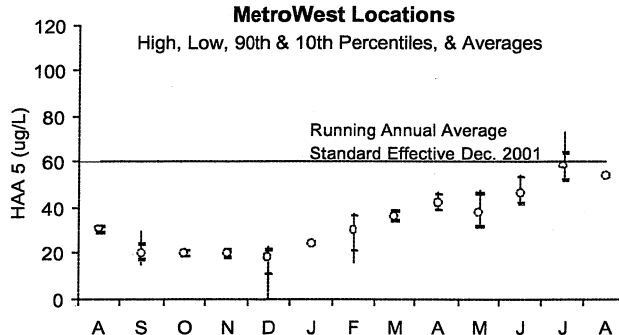 MetroWest Locations
High, Low, 90th & 10th Percentiles, & Averages
HAA 5 (ug/L)
120
100
80
60
40
20
0
Running Annual Average
Standard Effective Dec. 2001
A S O N D J F M A M J J A